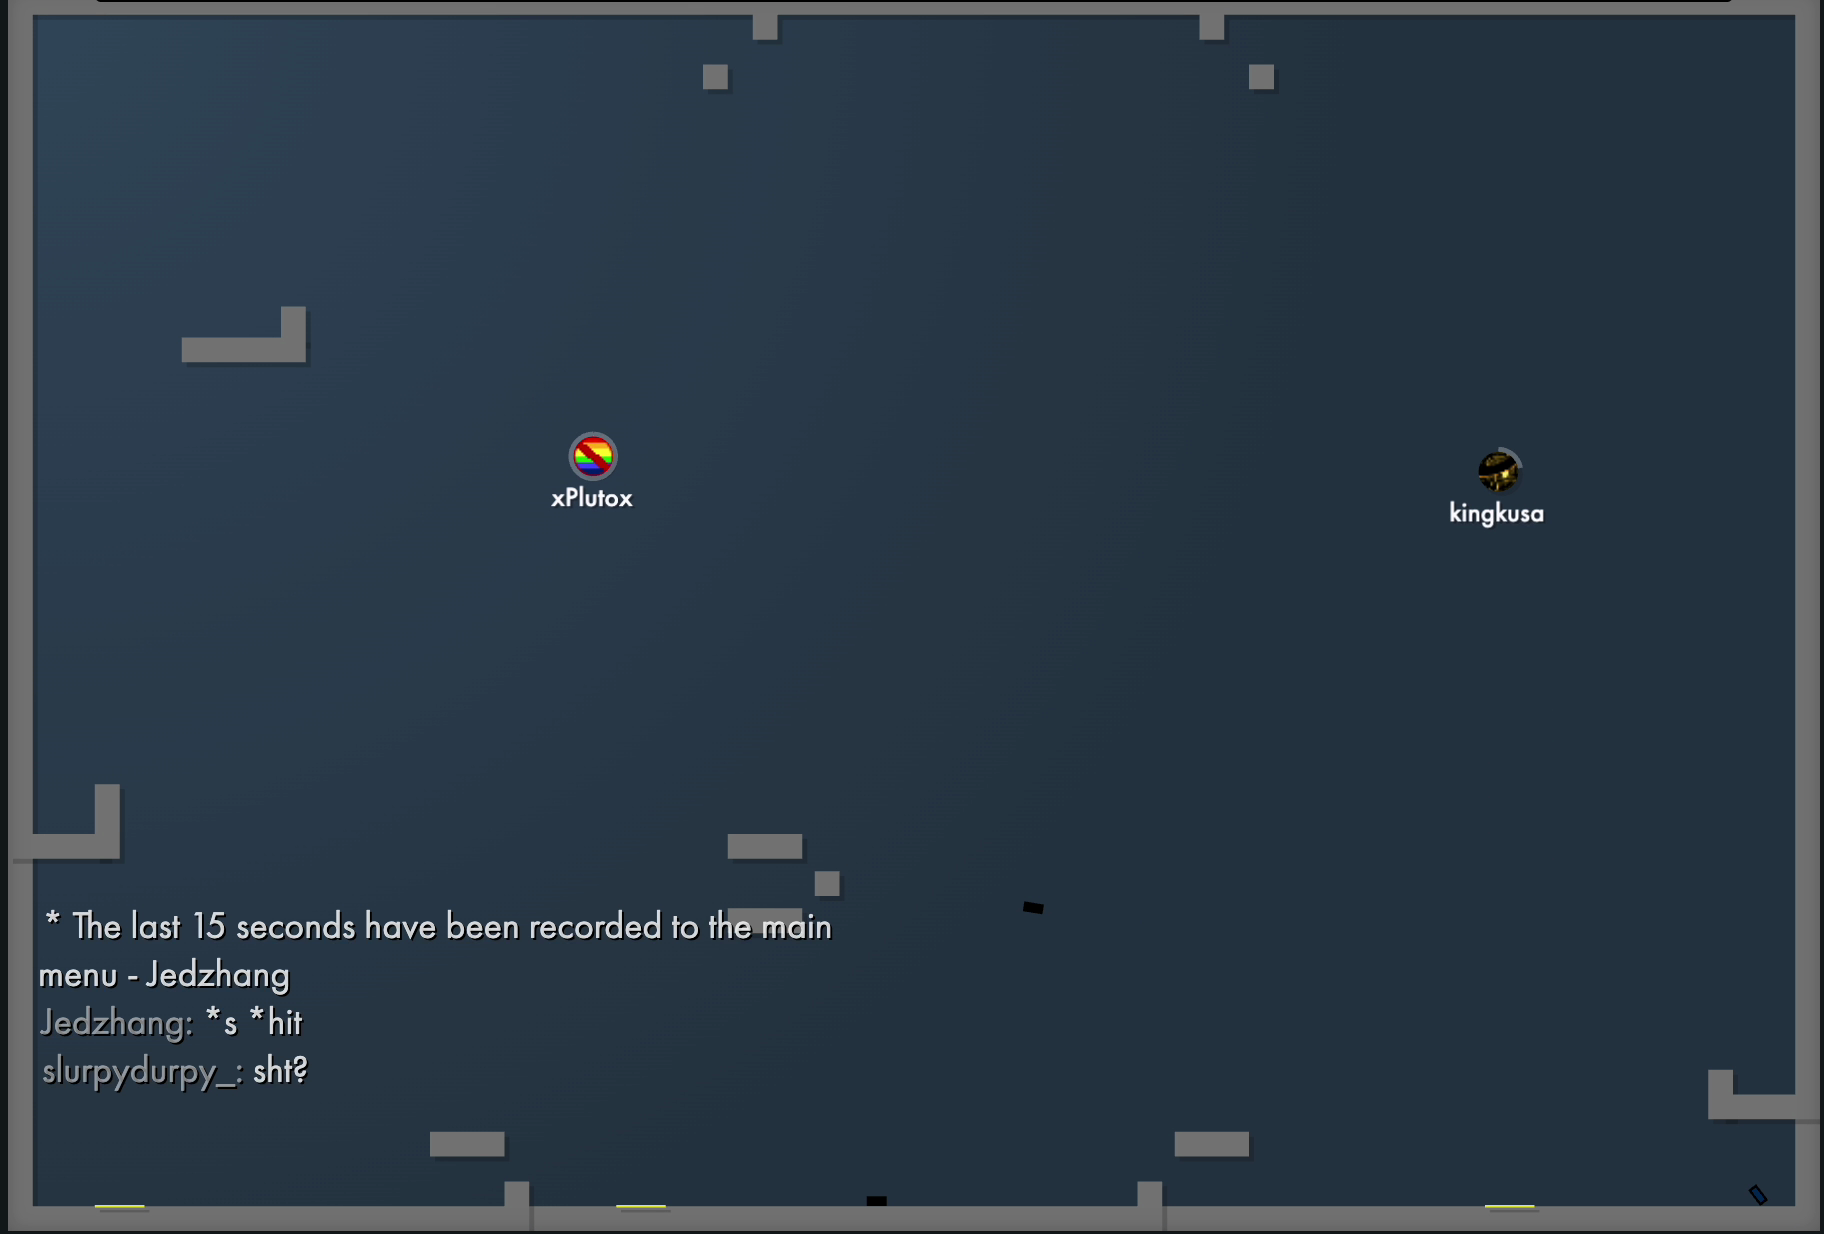 xPlutox
kingkusa
* The last 15 seconds have been recorded to the main
menu - Jedzhang
Jedzhang: *s *hit
slurpydurpy_: sht?